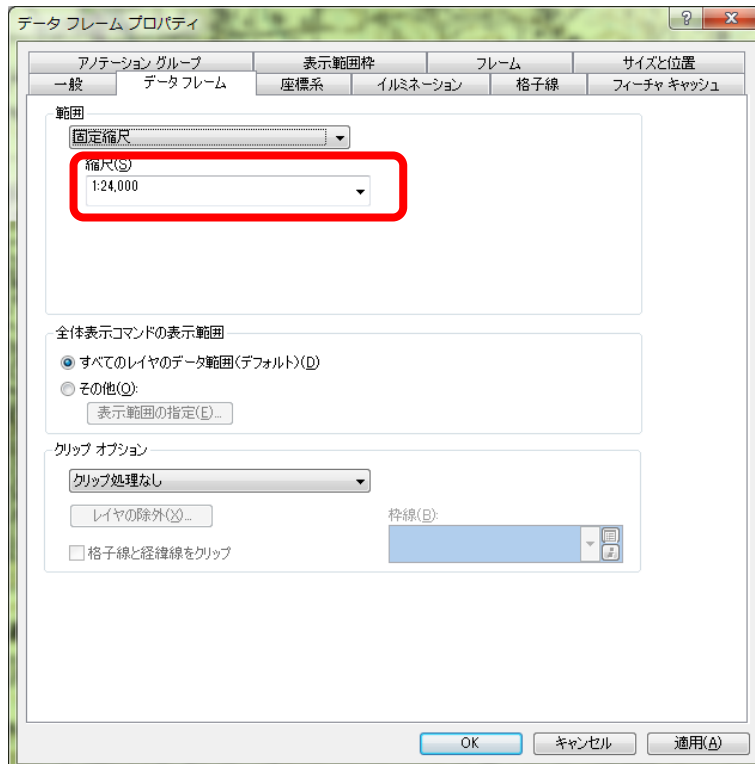 データ フレーム プロパティ
アノテーション グループ 表示範囲枠 フレーム サイズと位置
一般 データ フレーム 座標系 イルミネーション 格子線 フィーチャ キャッシュ
範囲
固定縮尺
縮尺(S)
1:24,000
全体表示コマンドの表示範囲
すべてのレイヤのデータ範囲(デフォルト)(D)
その他(O):
表示範囲の指定(E)...
クリップ オプション
クリップ処理なし
レイヤの除外(X)...
枠線(B):
格子線と経緯線をクリップ
OK キャンセル 適用(A)